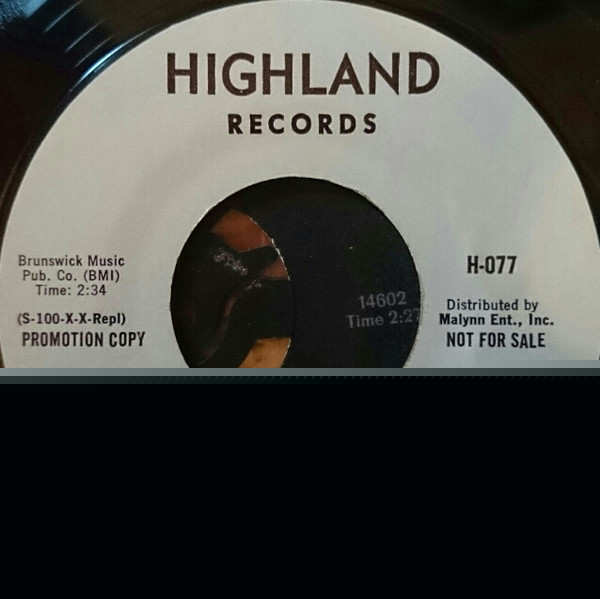 HIGHLAND
RECORDS
Brunswick Music
Pub. Co. (BMI)
Time: 2:34
(S-100-X-X-Repl)
PROMOTION COPY
14602
Time 2:27
H-077
Distributed by
Malynn Ent., Inc.
NOT FOR SALE